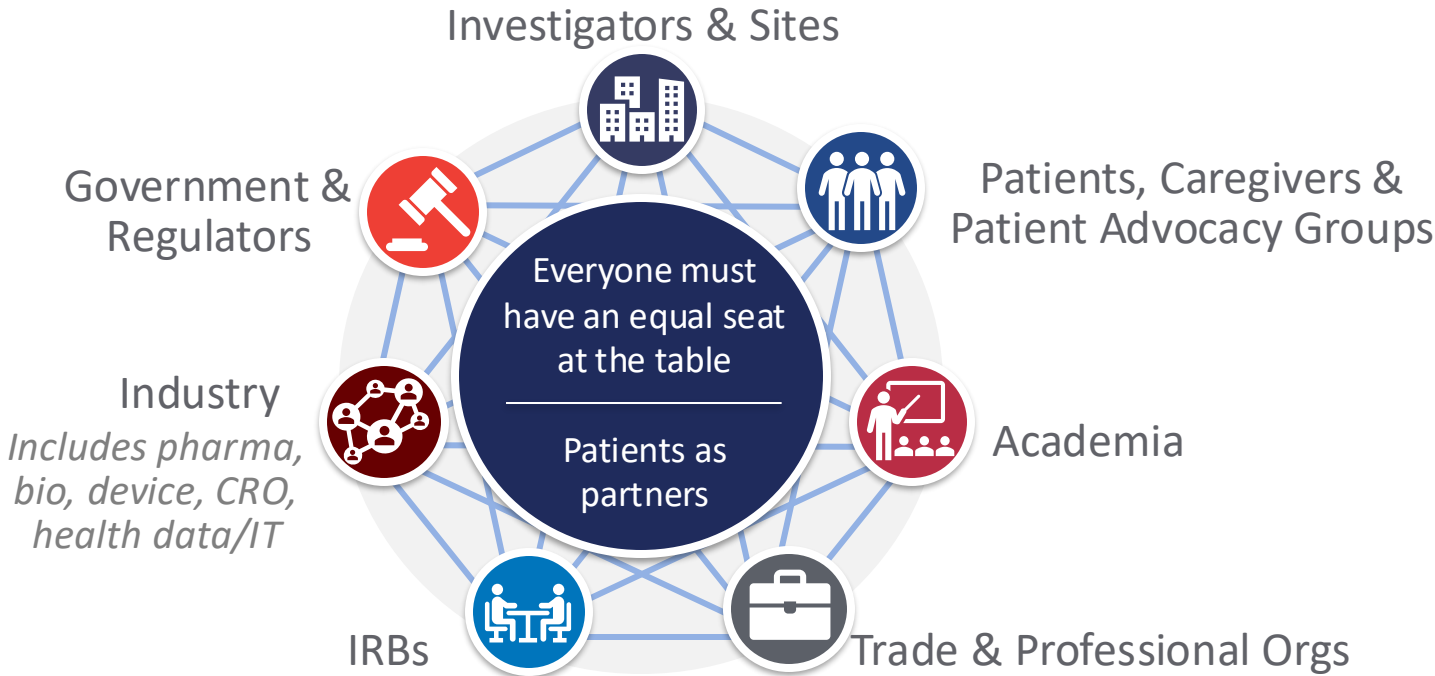 Investigators & Sites
Patients, Caregivers &
Patient Advocacy Groups
Government &
Regulators
Everyone must
have an equal seat
at the table
Patients as
partners
Industry
Includes pharma,
bio, device, CRO,
health data/IT
Academia
IRBs
Trade & Professional Orgs